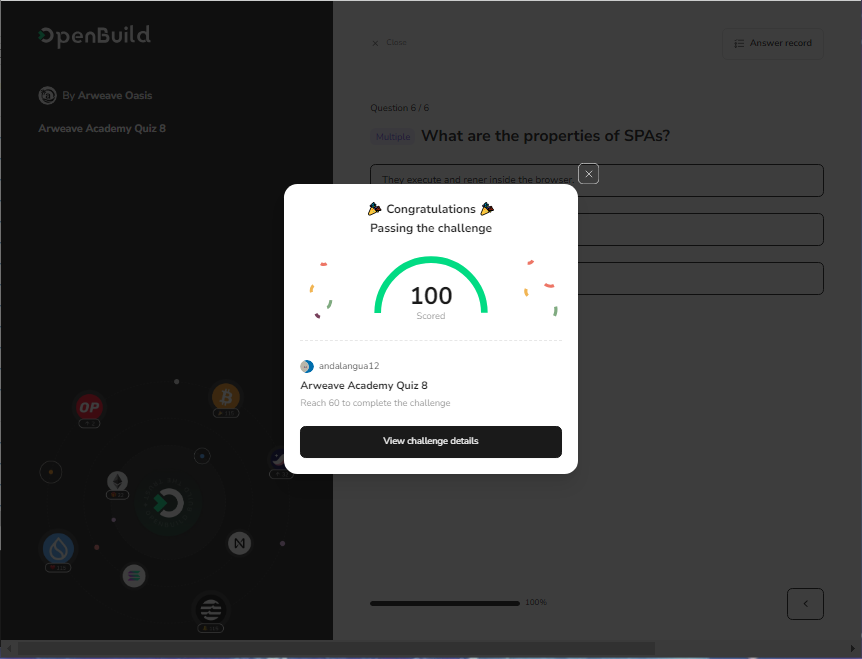 OpenBuild
By Arweave Oasis
Arweave Academy Quiz 8
Close
Answer record
Question 6 / 6
Multiple What are the properties of SPAs?
They execute and rener inside the browser.
Congratulations
Passing the challenge
100
Scored
andalangua12
Arweave Academy Quiz 8
Reach 60 to complete the challenge
View challenge details
OP
100%